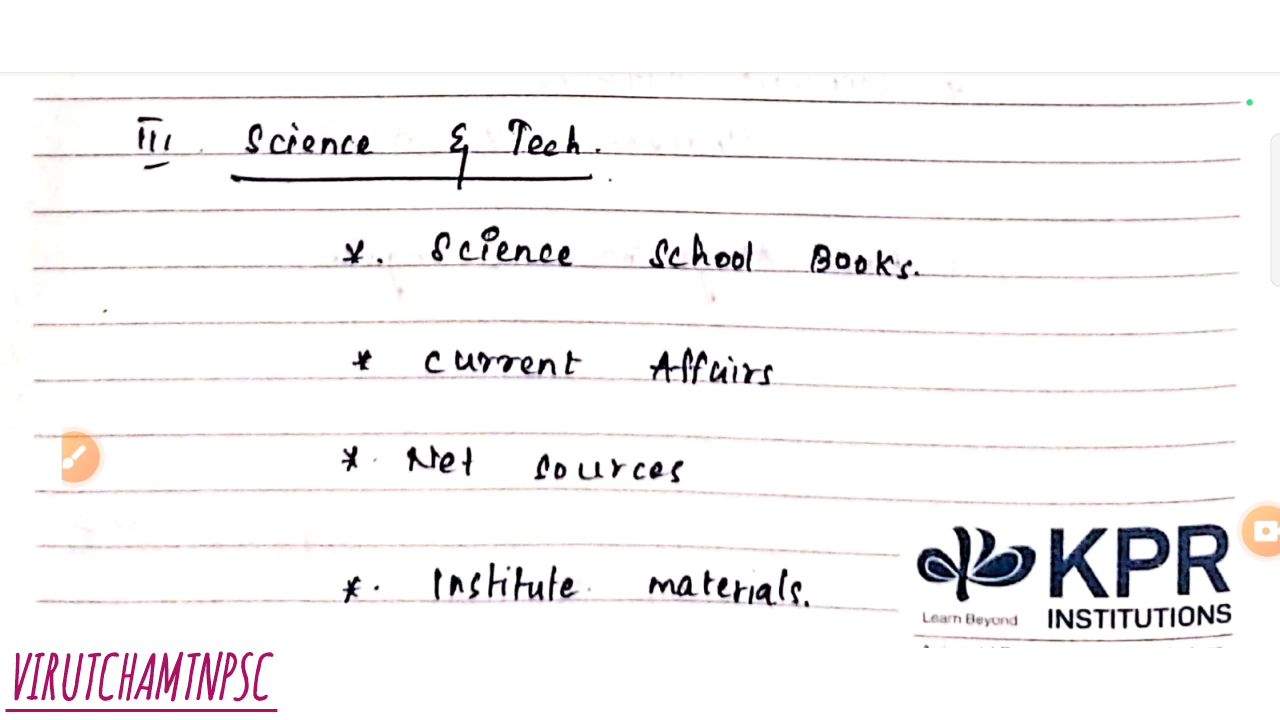 III. Science & Tech.
*. Science School Books.
* Current Affairs
*. Net Sources
*. Institute materials.
KPR
Learn Beyond INSTITUTIONS
VIRUTCHAMTNPSC